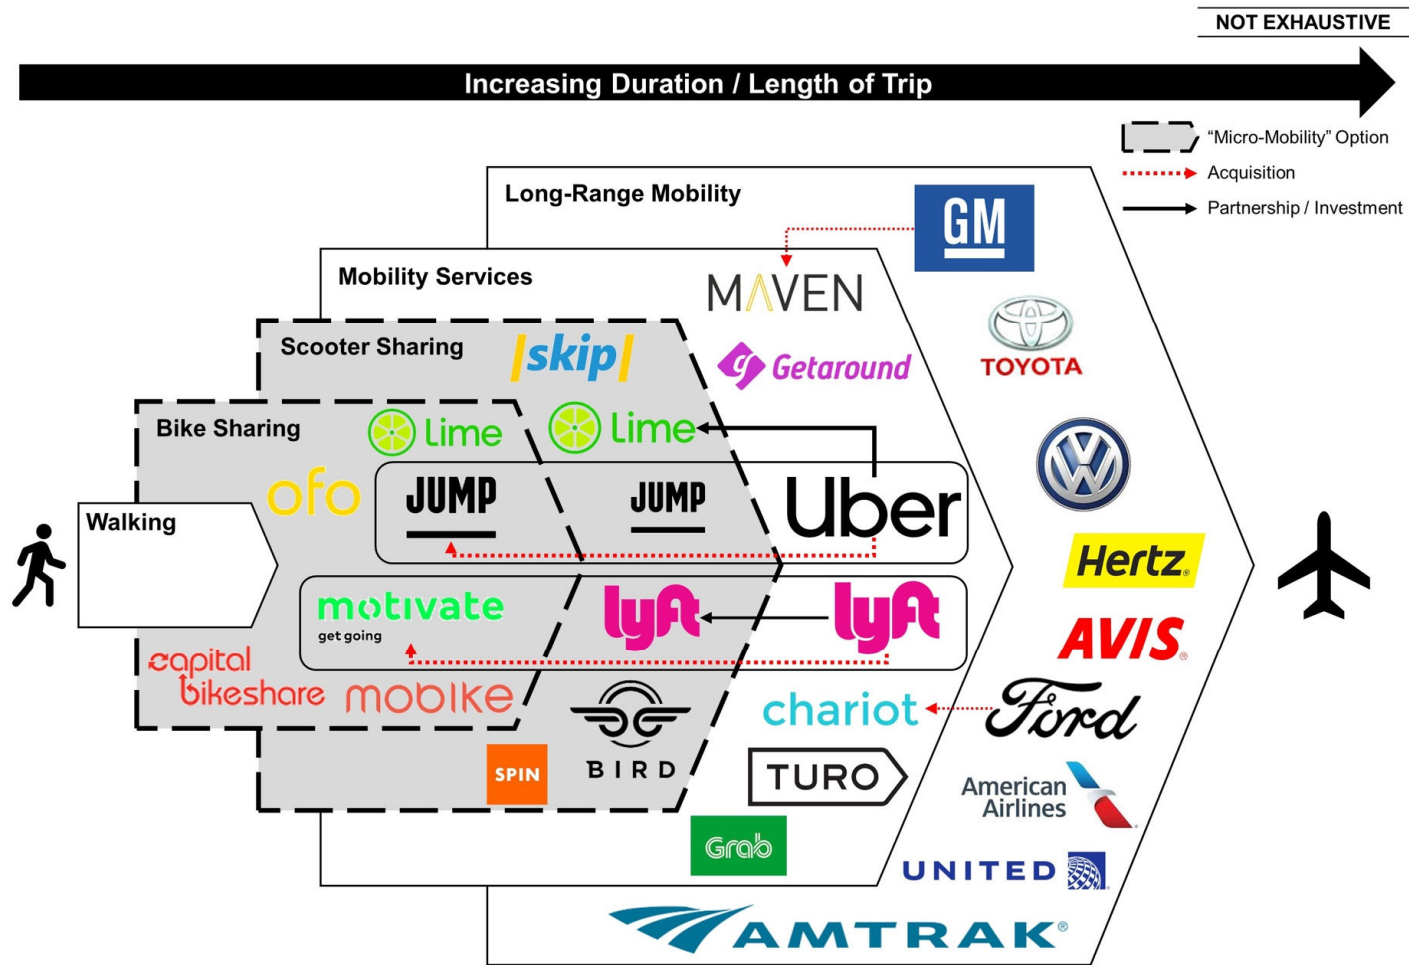 NOT EXHAUSTIVE
Increasing Duration / Length of Trip
“Micro-Mobility” Option
Acquisition
Partnership / Investment
Long-Range Mobility
GM
Mobility Services
MAVEN
Scooter Sharing
skip
TOYOTA
Getaround
Bike Sharing
Lime
Lime
ofo
JUMP
JUMP
Uber
Walking
Hertz®
motivate
get going
lyft
lyft
AVIS®
capital
bikeshare
mobike
BIRD
chariot
Ford
SPIN
TURO
American
Airlines
Grab
UNITED
AMTRAK®